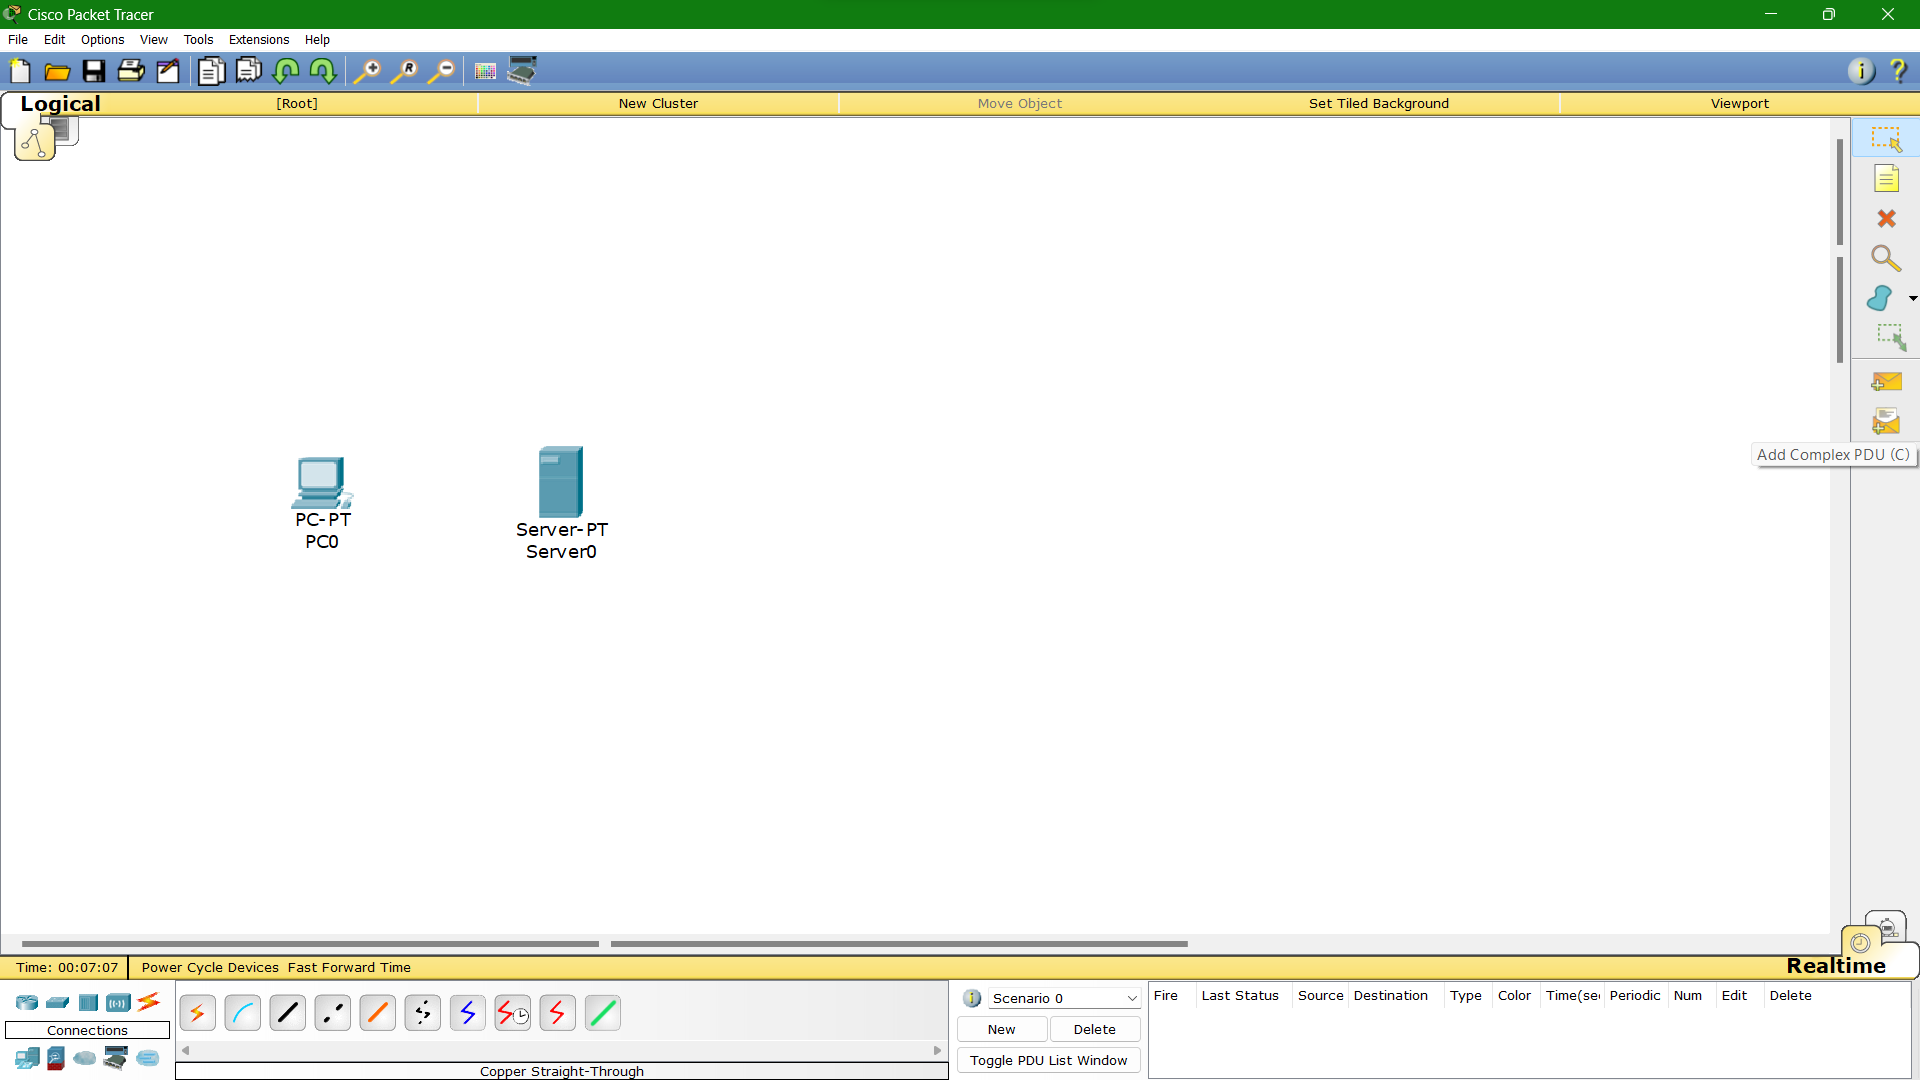 Cisco Packet Tracer
File Edit Options View Tools Extensions Help
Logical [Root] New Cluster Move Object Set Tiled Background Viewport
Add Complex PDU (C)
PC-PT
PC0
Server-PT
Server0
Time: 00:07:07 Power Cycle Devices Fast Forward Time
Realtime
Connections
Copper Straight-Through
Scenario 0
New Delete
Toggle PDU List Window
Fire Last Status Source Destination Type Color Time(sec Periodic Num Edit Delete